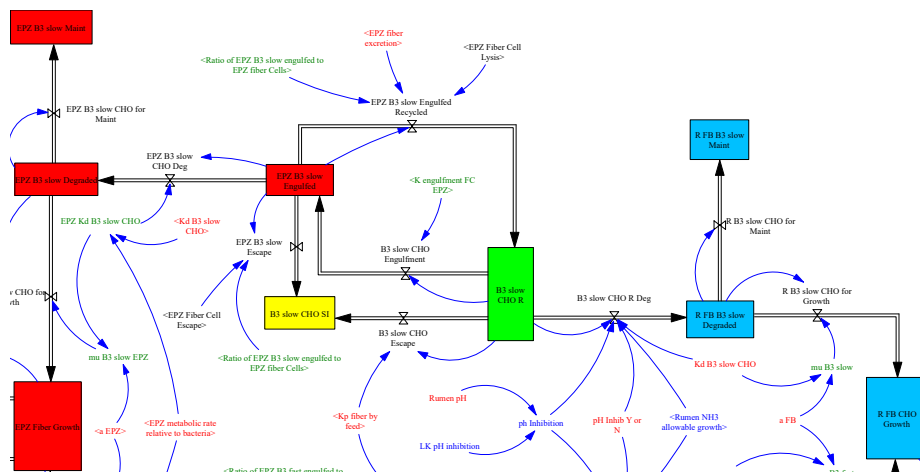 EPZ B3 slow Maint
<EPZ fiber
excretion>
<Ratio of EPZ B3 slow engulfed to
EPZ fiber Cells>
<EPZ Fiber Cell
Lysis>
EPZ B3 slow CHO for
Maint
EPZ B3 slow Engulfed
Recycled
R FB B3 slow
Maint
EPZ B3 slow
CHO Deg
EPZ B3 slow Degraded
EPZ B3 slow
Engulfed
<K engulfment FC
EPZ>
EPZ Kd B3 slow CHO
<Kd B3 slow
CHO>
R B3 slow CHO for
Maint
EPZ B3 slow
Escape
B3 slow CHO
Engulfment
B3 slow
CHO R
CHO for
wth
<EPZ Fiber Cell
Escape>
B3 slow CHO SI
B3 slow CHO R Deg
R FB B3 slow
Degraded
R B3 slow CHO for
Growth
B3 slow CHO
Escape
mu B3 slow EPZ
<Ratio of EPZ B3 slow engulfed to
EPZ fiber Cells>
Kd B3 slow CHO
mu B3 slow
Rumen pH
EPZ Fiber Growth
<a EPZ>
<EPZ metabolic rate
relative to bacteria>
<Kp fiber by
feed>
ph Inhibition
pH Inhib Y or
N
<Rumen NH3
allowable growth>
a FB
R FB CHO
Growth
LK pH inhibition
<Ratio of EPZ B3 fast engulfed to